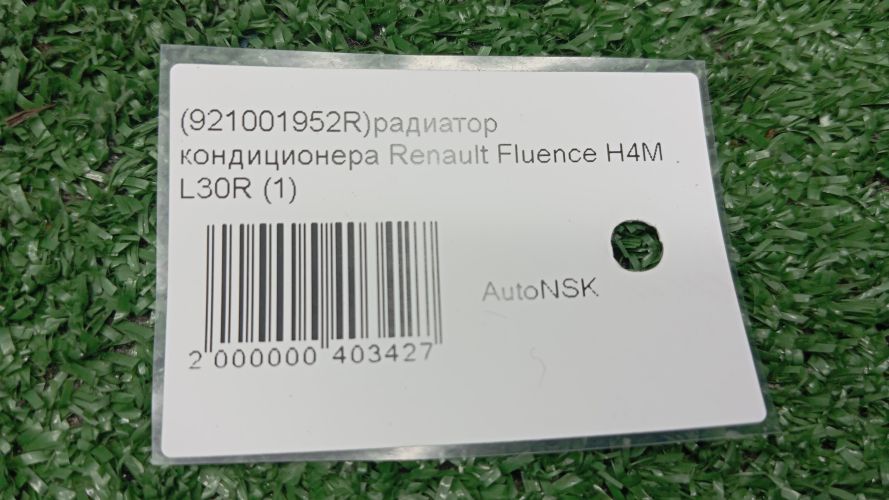 (921001952R)радиатор
кондиционера Renault Fluence H4M
L30R (1)
AutoNSK
2 000000 403427